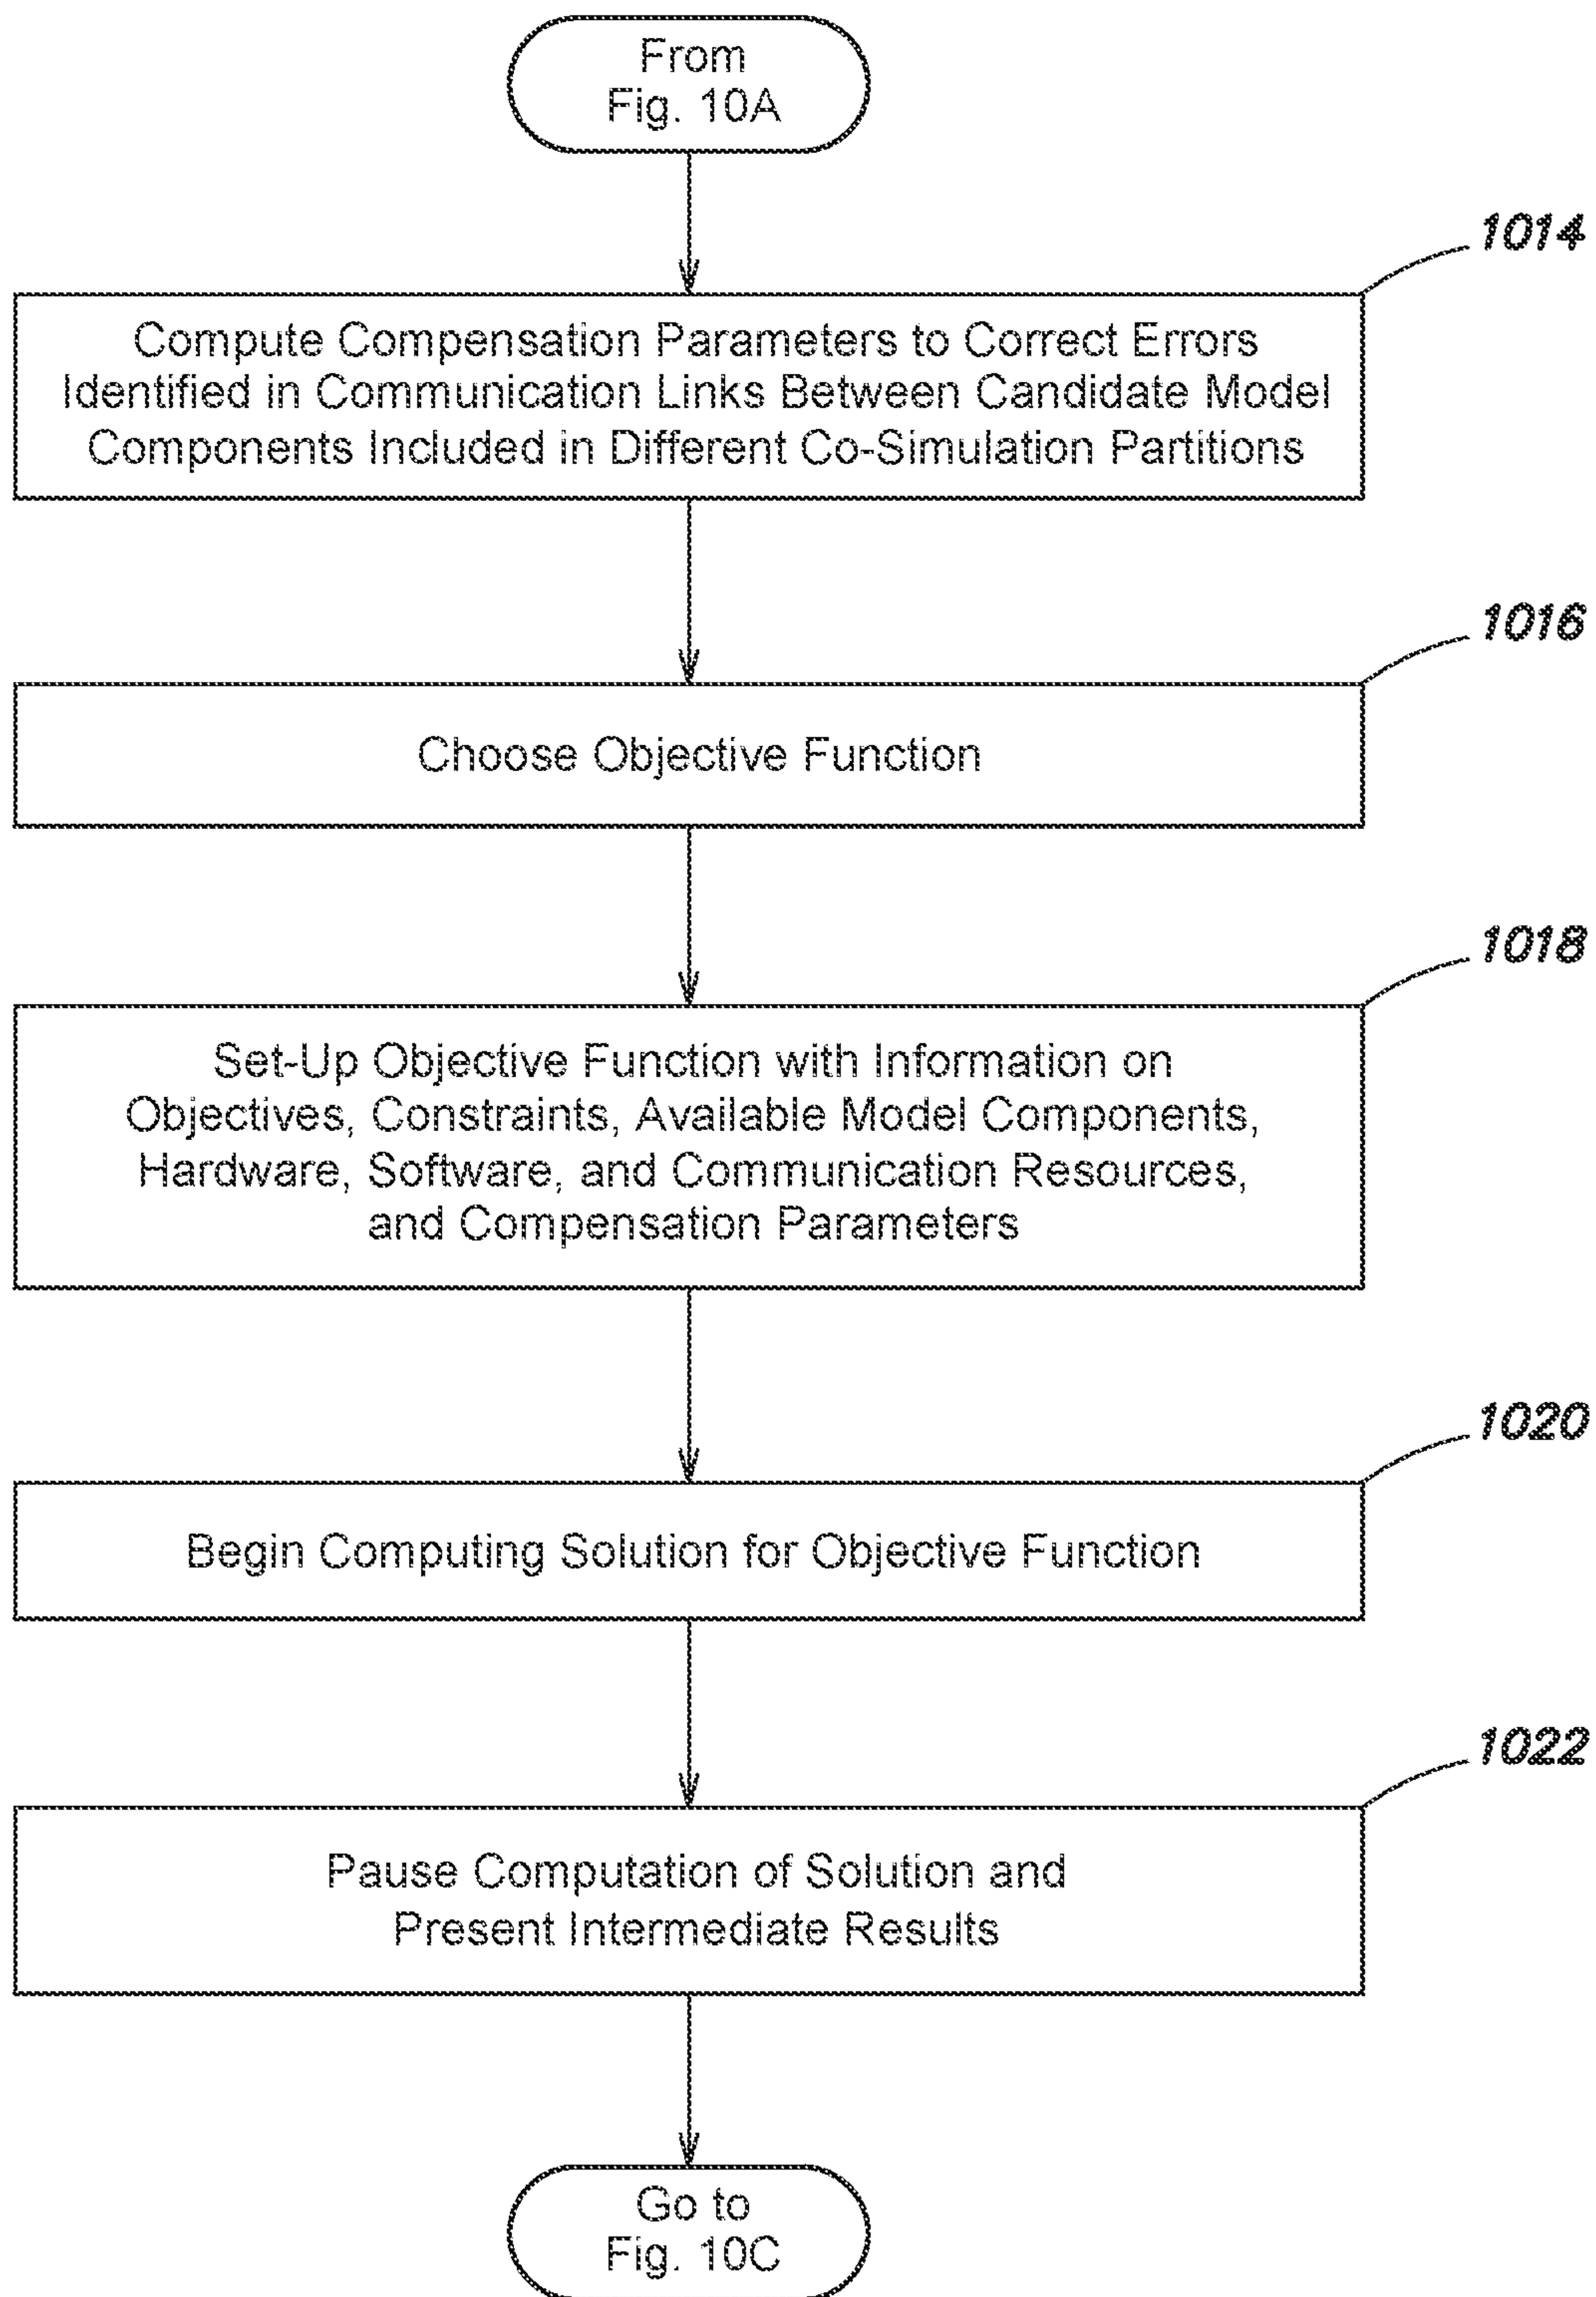 From
Fig. 10A
1014
Compute Compensation Parameters to Correct Errors
Identified in Communication Links Between Candidate Model
Components Included in Different Co-Simulation Partitions
1016
Choose Objective Function
1018
Set-Up Objective Function with Information on
Objectives, Constraints, Available Model Components,
Hardware, Software, and Communication Resources,
and Compensation Parameters
1020
Begin Computing Solution for Objective Function
1022
Pause Computation of Solution and
Present Intermediate Results
Go to
Fig. 10C